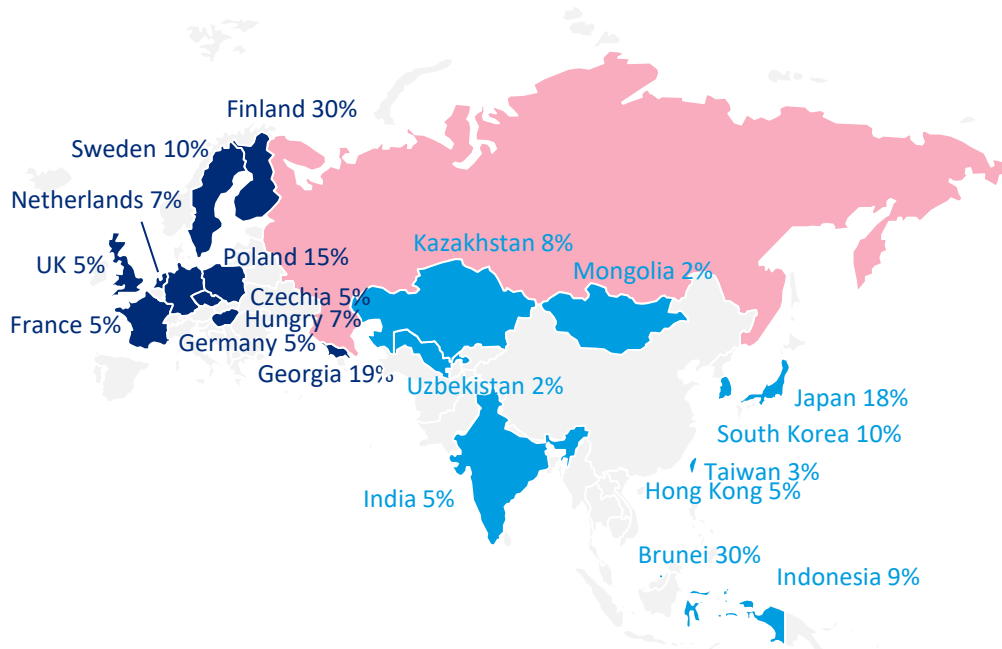 Finland 30%
Sweden 10%
Netherlands 7%
Kazakhstan 8%
UK 5%
Poland 15%
Mongolia 2%
Czechia 5%
France 5%
Hungry 7%
Germany 5%
Georgia 19%
Uzbekistan 2%
Japan 18%
South Korea 10%
Taiwan 3%
Hong Kong 5%
India 5%
Brunei 30%
Indonesia 9%